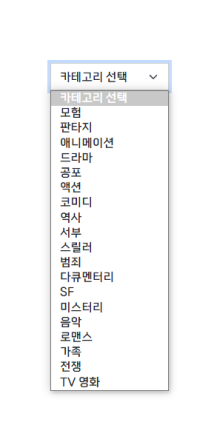 카테고리 선택
카테고리 선택
모험
판타지
애니메이션
드라마
공포
액션
코미디
역사
서부
스릴러
범죄
다큐멘터리
SF
미스터리
음악
로맨스
가족
전쟁
TV 영화